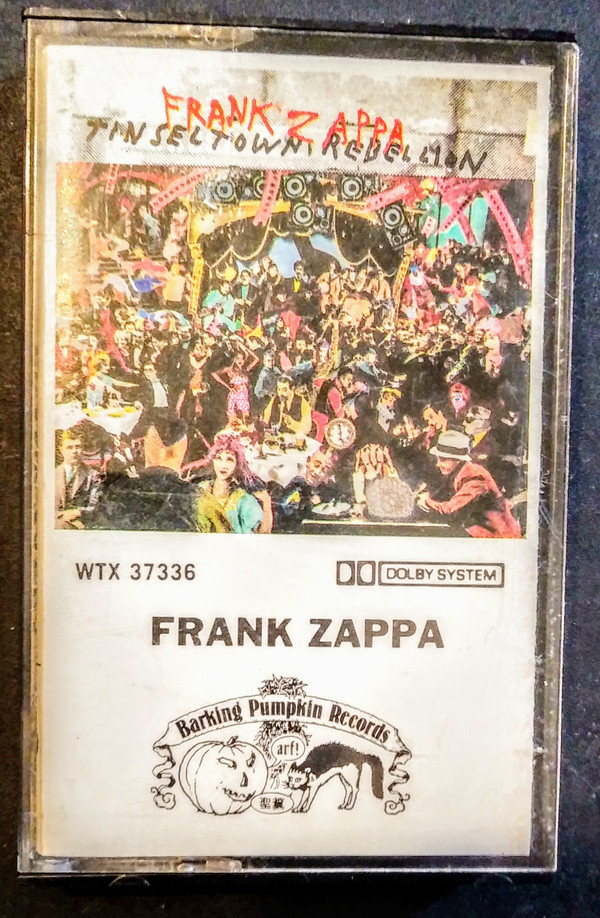 FRANK ZAPPA
TINSELTOWN REBELLION
WTX 37336
DOLBY SYSTEM
FRANK ZAPPA
Barking Pumpkin Records
arf!